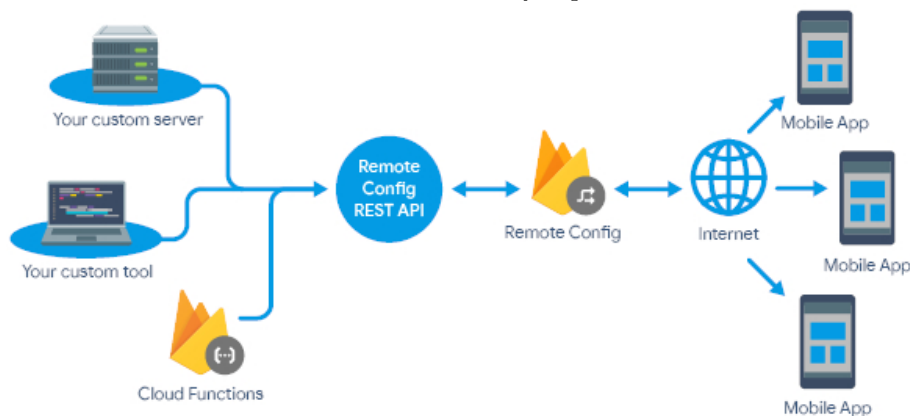 Your custom server
Your custom tool
Cloud Functions
Remote
Config
REST API
Remote Config
Internet
Mobile App
Mobile App
Mobile App